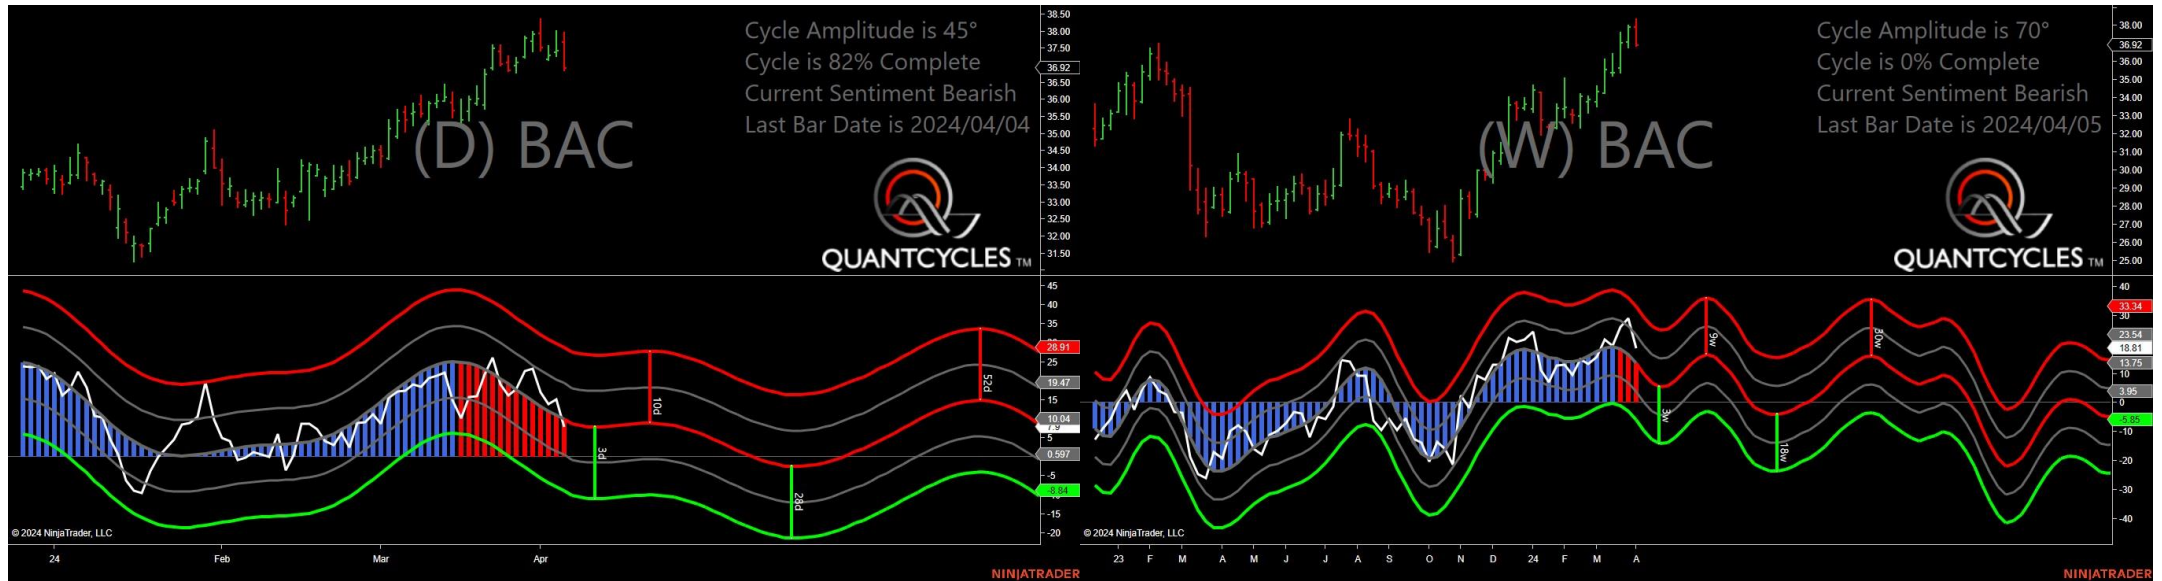 Cycle Amplitude is 45°
Cycle is 82% Complete
Current Sentiment Bearish
Last Bar Date is 2024/04/04
(D) BAC
QUANTCYCLES TM
38.50
38.00
37.50
36.92
36.50
36.00
35.50
35.00
34.50
34.00
33.50
33.00
32.50
32.00
31.50
45
40
35
28.91
25
19.47
15
10.04
7.9
5
0.597
-5
-8.84
-15
-20
3d
10d
28d
52d
© 2024 NinjaTrader, LLC
24 Feb Mar Apr
NINJATRADER
Cycle Amplitude is 70°
Cycle is 0% Complete
Current Sentiment Bearish
Last Bar Date is 2024/04/05
(W) BAC
QUANTCYCLES TM
38.00
36.92
36.00
35.00
34.00
33.00
32.00
31.00
30.00
29.00
28.00
27.00
26.00
25.00
40
33.34
30
23.54
18.81
13.75
10
3.95
0
-5.85
-10
-20
-30
-40
3w
9w
18w
30w
© 2024 NinjaTrader, LLC
23 F M A M J J A S O N D 24 F M A
NINJATRADER